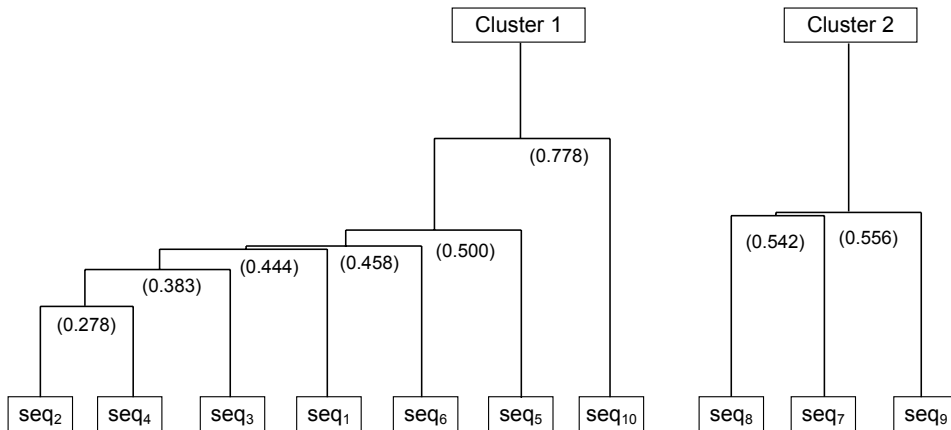 Cluster 1
Cluster 2
(0.778)
(0.542)
(0.556)
(0.500)
(0.458)
(0.444)
(0.383)
(0.278)
seq₂
seq₄
seq₃
seq₁
seq₆
seq₅
seq₁₀
seq₈
seq₇
seq₉